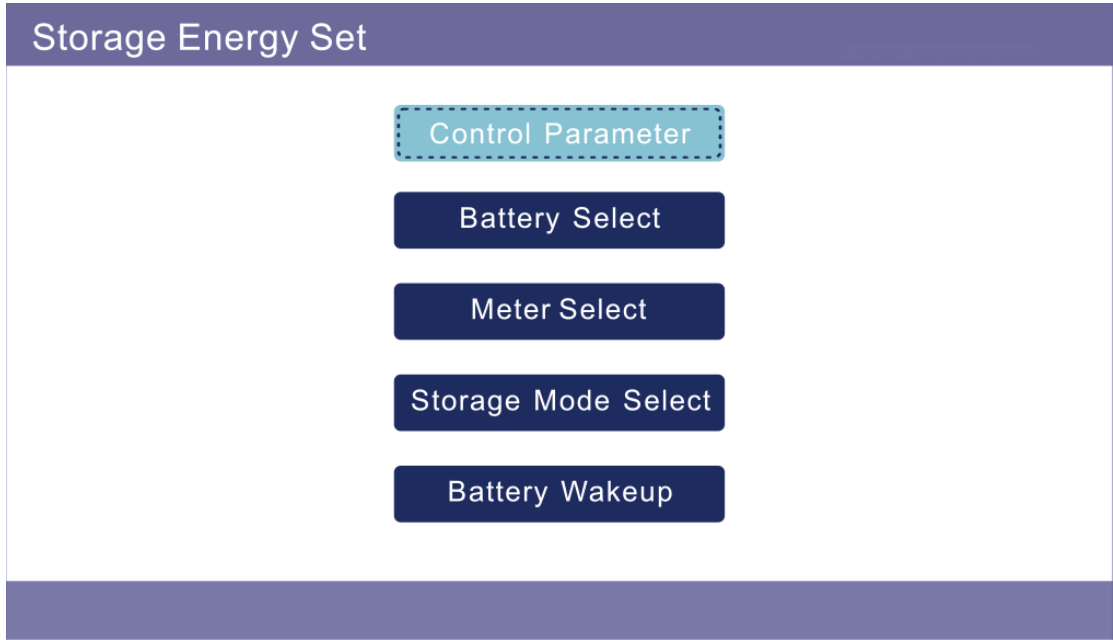 Storage Energy Set
Control Parameter
Battery Select
Meter Select
Storage Mode Select
Battery Wakeup